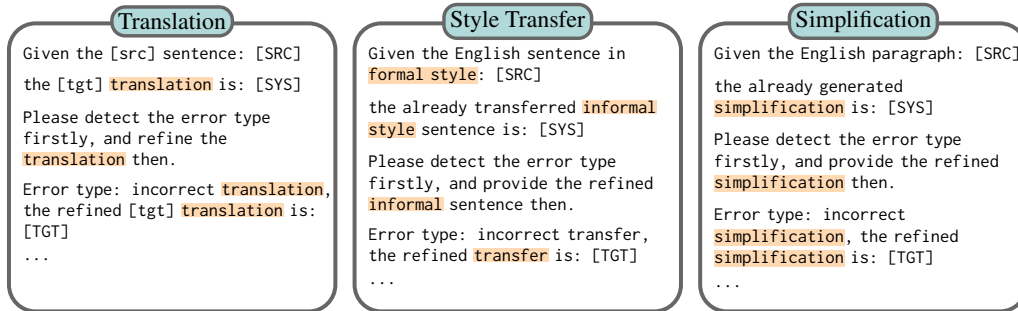 Translation
Given the [src] sentence: [SRC]
the [tgt] translation is: [SYS]
Please detect the error type
firstly, and refine the
translation then.
Error type: incorrect translation,
the refined [tgt] translation is:
[TGT]
...
Style Transfer
Given the English sentence in
formal style: [SRC]
the already transferred informal
style sentence is: [SYS]
Please detect the error type
firstly, and provide the refined
informal sentence then.
Error type: incorrect transfer,
the refined transfer is: [TGT]
...
Simplification
Given the English paragraph: [SRC]
the already generated
simplification is: [SYS]
Please detect the error type
firstly, and provide the refined
simplification then.
Error type: incorrect
simplification, the refined
simplification is: [TGT]
...